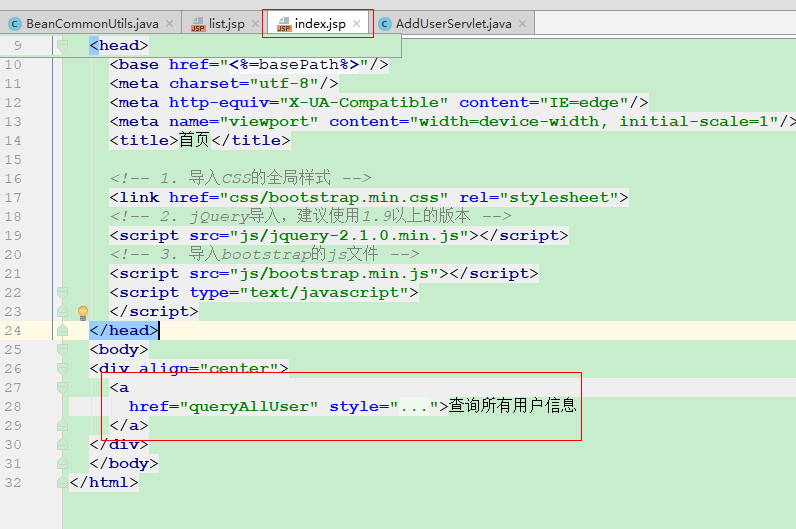 BeanCommonUtils.java list.jsp index.jsp AddUserServlet.java
9 <head>
10 <base href="<%=basePath%>"/>
11 <meta charset="utf-8"/>
12 <meta http-equiv="X-UA-Compatible" content="IE=edge"/>
13 <meta name="viewport" content="width=device-width, initial-scale=1"/>
14 <title>首页</title>
15
16 <!-- 1. 导入CSS的全局样式 -->
17 <link href="css/bootstrap.min.css" rel="stylesheet">
18 <!-- 2. jQuery导入，建议使用1.9以上的版本 -->
19 <script src="js/jquery-2.1.0.min.js"></script>
20 <!-- 3. 导入bootstrap的js文件 -->
21 <script src="js/bootstrap.min.js"></script>
22 <script type="text/javascript">
23 </script>
24 </head>
25 <body>
26 <div align="center">
27 <a
28 href="queryAllUser" style="...">查询所有用户信息
29 </a>
30 </div>
31 </body>
32 </html>